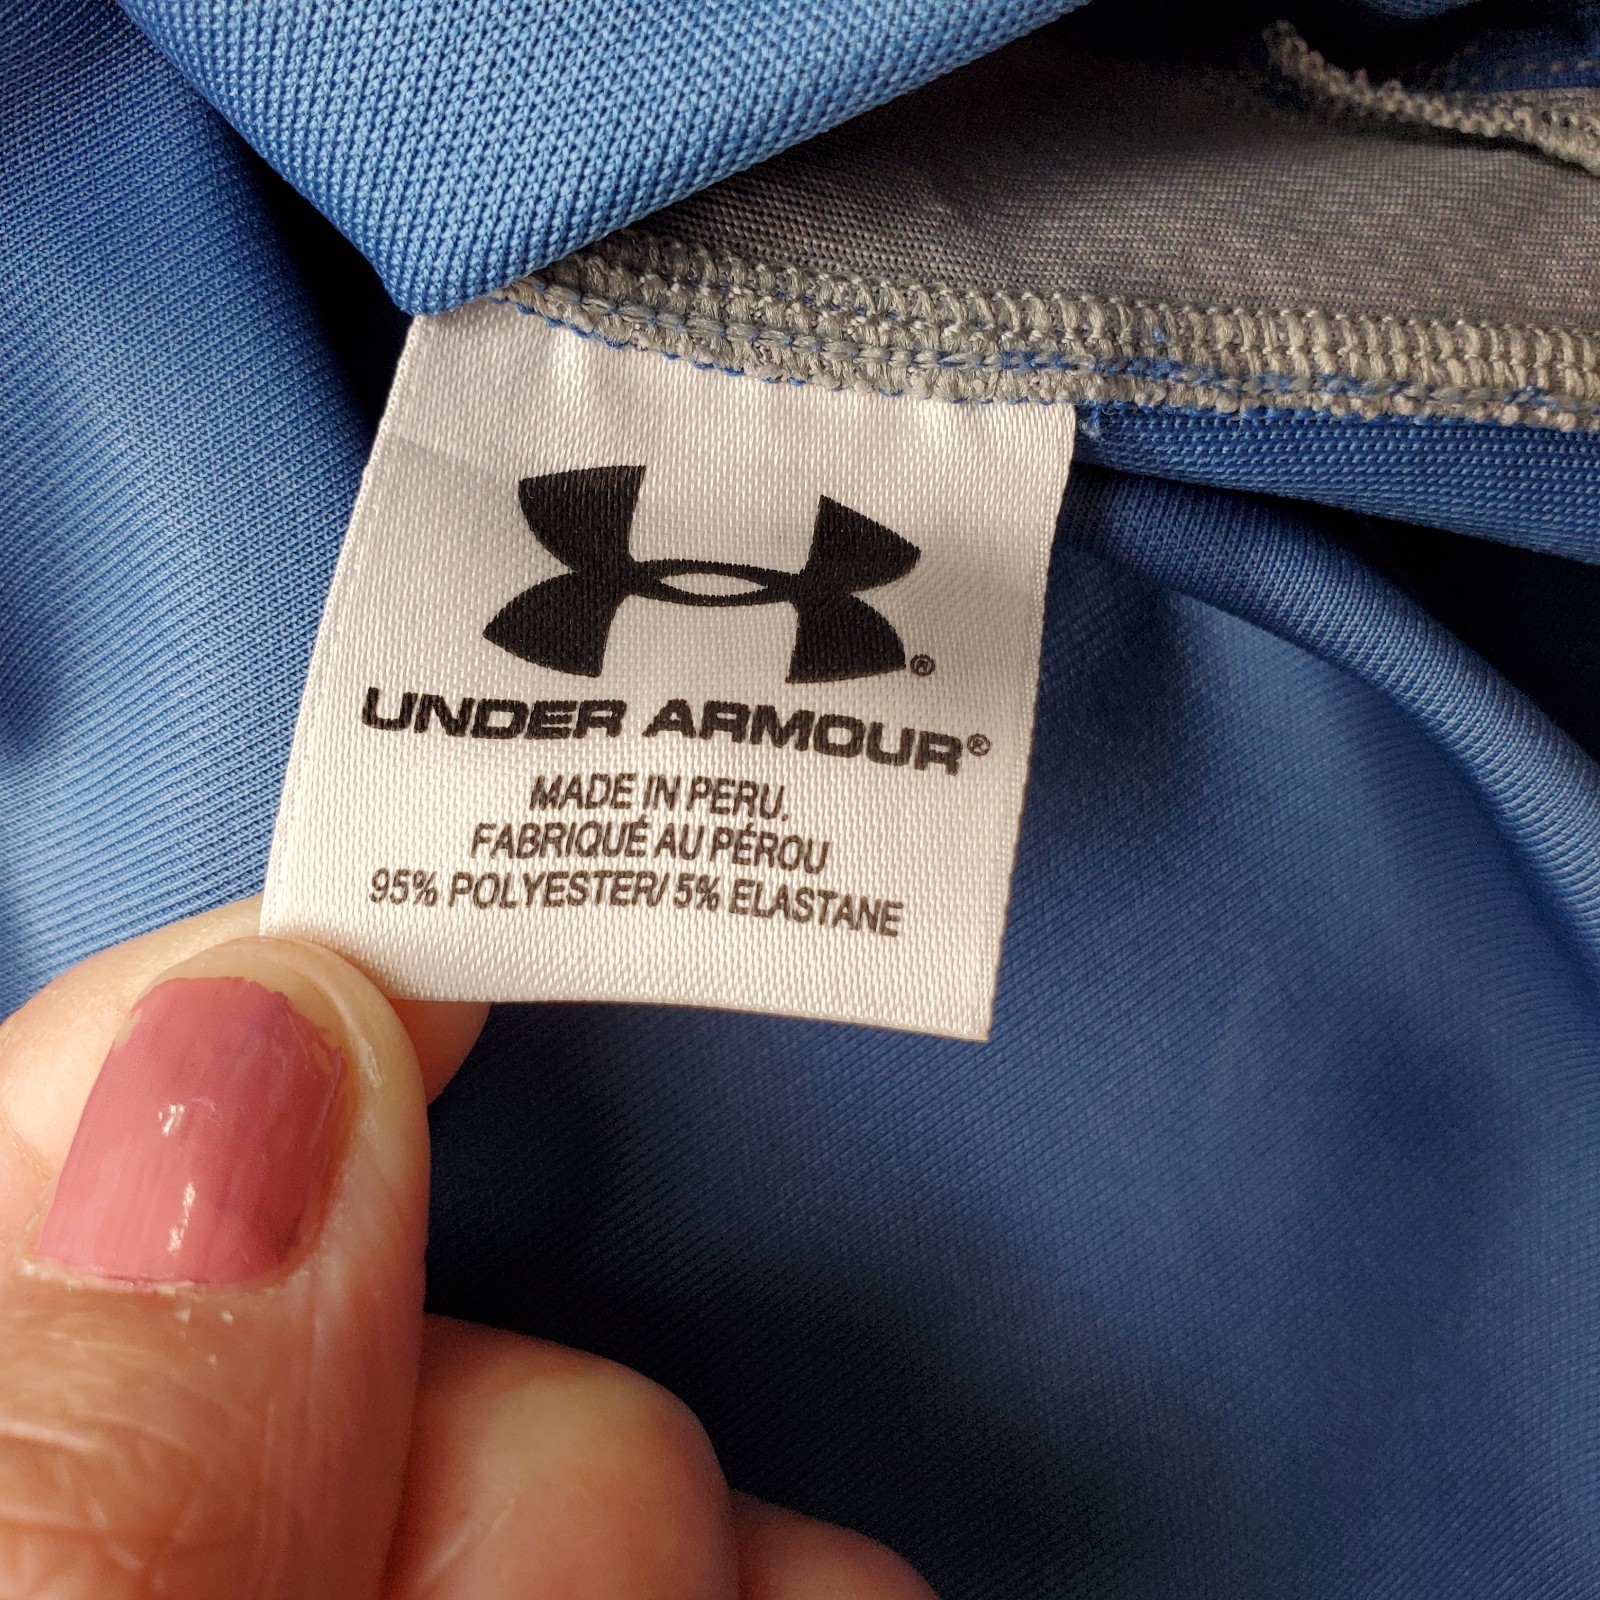 ®
UNDER ARMOUR®
MADE IN PERU.
FABRIQUÉ AU PÉROU
95% POLYESTER/ 5% ELASTANE